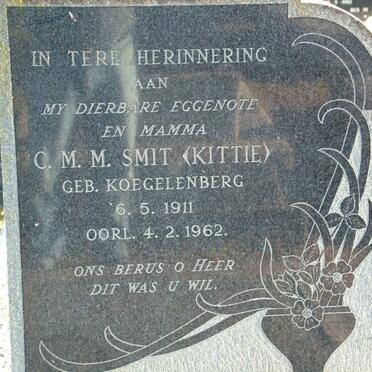 IN TERE HERINNERING
AAN
MY DIERBARE EGGENOTE
EN MAMMA
C. M. M. SMIT (KITTIE)
GEB. KOEGELENBERG
6. 5. 1911
OORL. 4. 2. 1962.
ONS BERUS O HEER
DIT WAS U WIL.